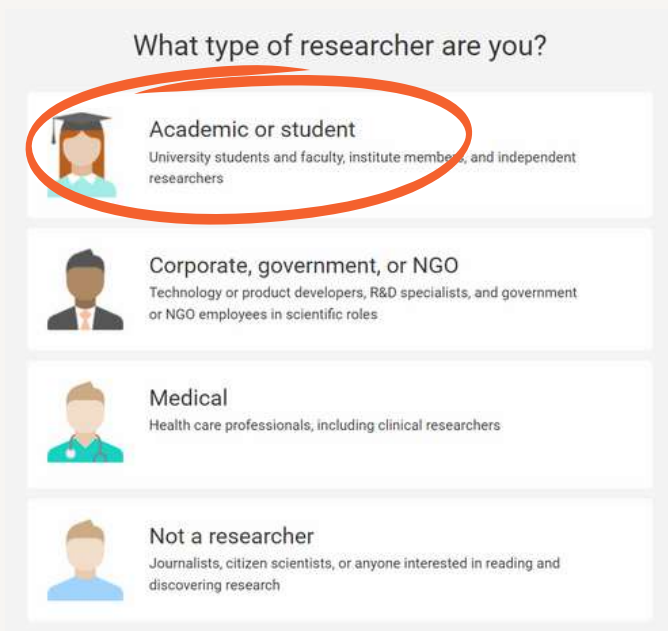 What type of researcher are you?
Academic or student
University students and faculty, institute members, and independent
researchers
Corporate, government, or NGO
Technology or product developers, R&D specialists, and government
or NGO employees in scientific roles
Medical
Health care professionals, including clinical researchers
Not a researcher
Journalists, citizen scientists, or anyone interested in reading and
discovering research